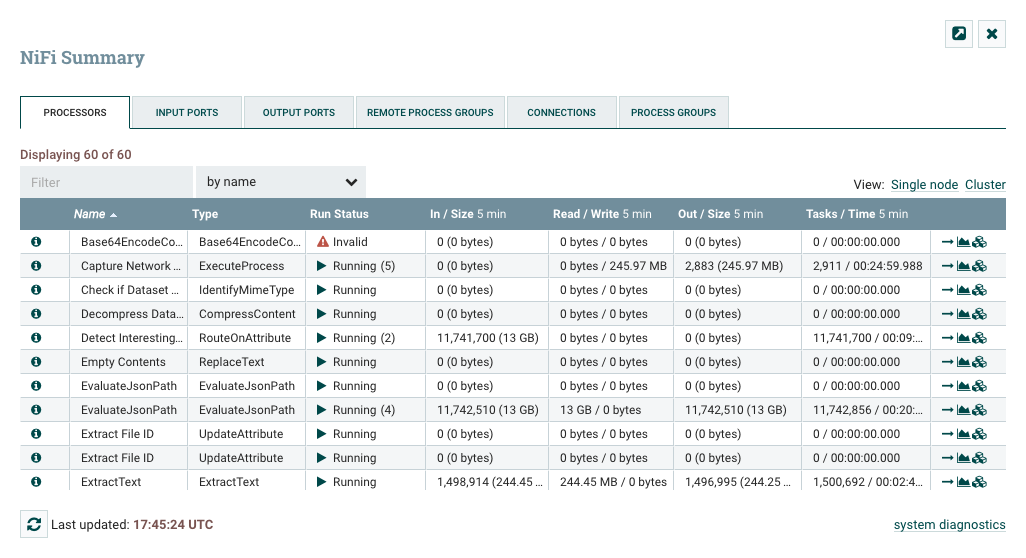 NiFi Summary
PROCESSORS INPUT PORTS OUTPUT PORTS REMOTE PROCESS GROUPS CONNECTIONS PROCESS GROUPS
Displaying 60 of 60
Filter by name
View: Single node Cluster
Name Type Run Status In / Size 5 min Read / Write 5 min Out / Size 5 min Tasks / Time 5 min
Base64EncodeCo... Base64EncodeCo... Invalid 0 (0 bytes) 0 bytes / 0 bytes 0 (0 bytes) 0 / 00:00:00.000
Capture Network ... ExecuteProcess Running (5) 0 (0 bytes) 0 bytes / 245.97 MB 2,883 (245.97 MB) 2,911 / 00:24:59.988
Check if Dataset ... IdentifyMimeType Running 0 (0 bytes) 0 bytes / 0 bytes 0 (0 bytes) 0 / 00:00:00.000
Decompress Data... CompressContent Running 0 (0 bytes) 0 bytes / 0 bytes 0 (0 bytes) 0 / 00:00:00.000
Detect Interesting... RouteOnAttribute Running (2) 11,741,700 (13 GB) 0 bytes / 0 bytes 0 (0 bytes) 11,741,700 / 00:09:...
Empty Contents ReplaceText Running 0 (0 bytes) 0 bytes / 0 bytes 0 (0 bytes) 0 / 00:00:00.000
EvaluateJsonPath EvaluateJsonPath Running 0 (0 bytes) 0 bytes / 0 bytes 0 (0 bytes) 0 / 00:00:00.000
EvaluateJsonPath EvaluateJsonPath Running (4) 11,742,510 (13 GB) 13 GB / 0 bytes 11,742,510 (13 GB) 11,742,856 / 00:20:...
Extract File ID UpdateAttribute Running 0 (0 bytes) 0 bytes / 0 bytes 0 (0 bytes) 0 / 00:00:00.000
Extract File ID UpdateAttribute Running 0 (0 bytes) 0 bytes / 0 bytes 0 (0 bytes) 0 / 00:00:00.000
ExtractText ExtractText Running 1,498,914 (244.45 ... 244.45 MB / 0 bytes 1,496,995 (244.25 ... 1,500,692 / 00:02:4...
Last updated: 17:45:24 UTC system diagnostics